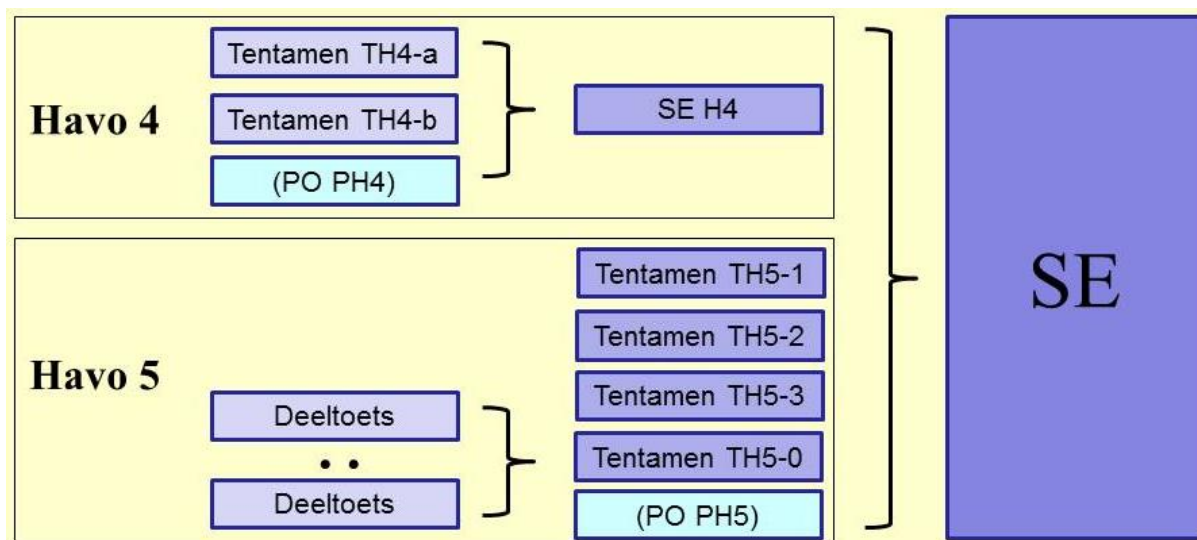 Havo 4
Tentamen TH4-a
Tentamen TH4-b
(PO PH4)
SE H4
Havo 5
Deeltoets
. .
Deeltoets
Tentamen TH5-1
Tentamen TH5-2
Tentamen TH5-3
Tentamen TH5-0
(PO PH5)
SE